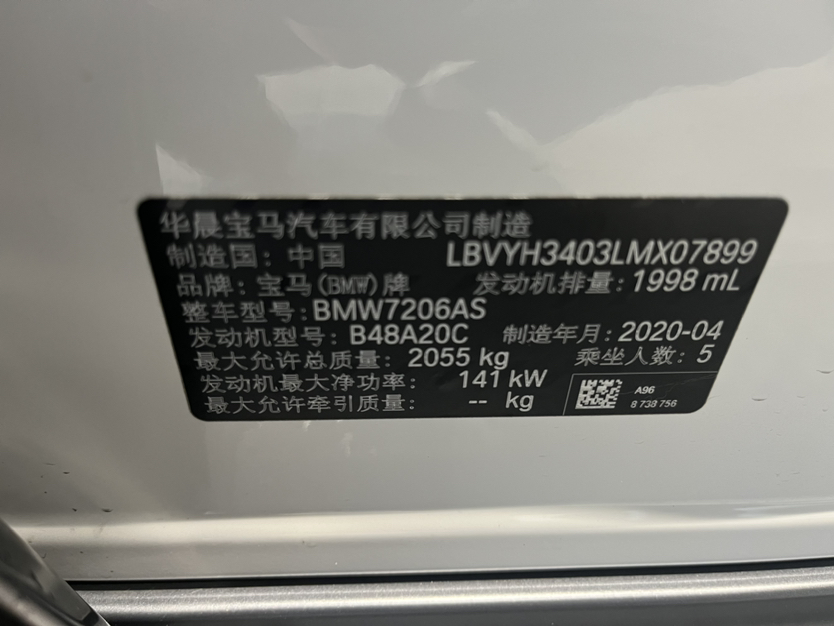 华晨宝马汽车有限公司制造
制造国：中国 LBVYH3403LMX07899
品牌：宝马(BMW)牌 发动机排量：1998 mL
整车型号：BMW7206AS
发动机型号：B48A20C 制造年月：2020-04
最大允许总质量：2055 kg 乘坐人数：5
发动机最大净功率：141 kW
最大允许牵引质量：-- kg
A96
8 738 756